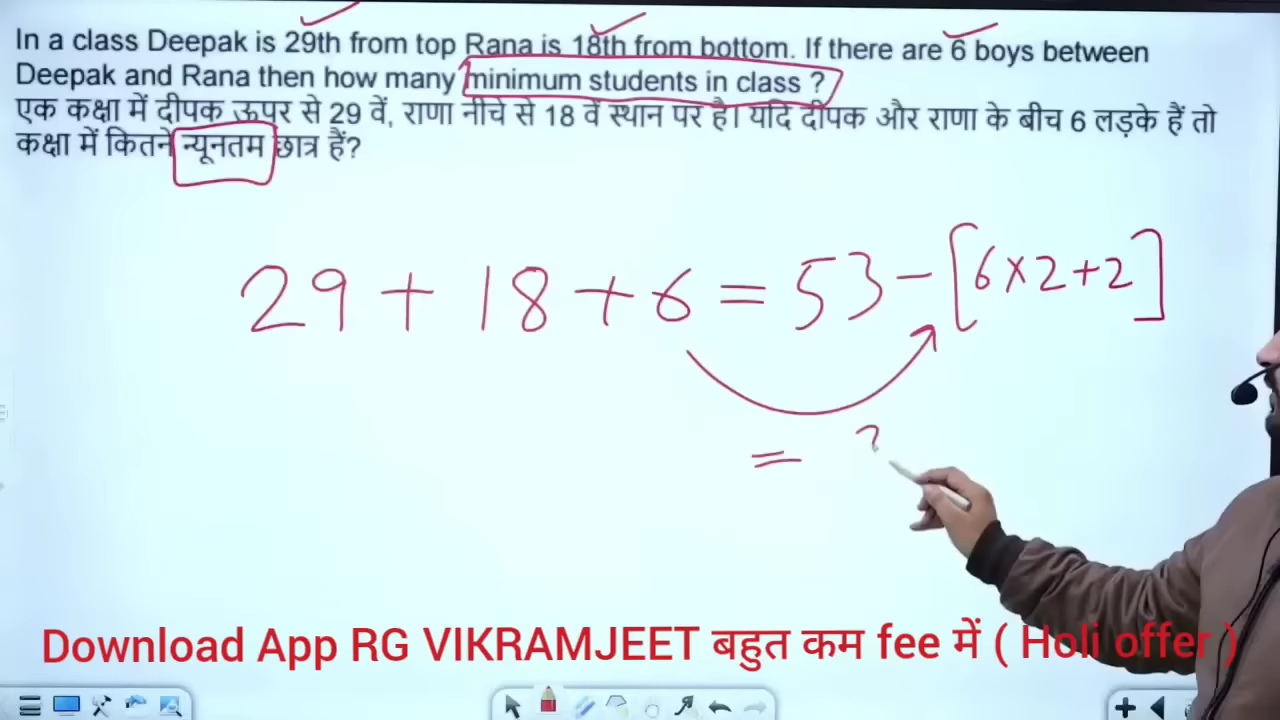 In a class Deepak is 29th from top Rana is 18th from bottom. If there are 6 boys between
Deepak and Rana then how many minimum students in class ?
एक कक्षा में दीपक ऊपर से 29 वें, राणा नीचे से 18 वें स्थान पर है। यदि दीपक और राणा के बीच 6 लड़के हैं तो
कक्षा में कितने न्यूनतम छात्र हैं?
29 + 18 + 6 = 53 - [6 × 2 + 2]
=
Download App RG VIKRAMJEET बहुत कम fee में ( Holi offer )